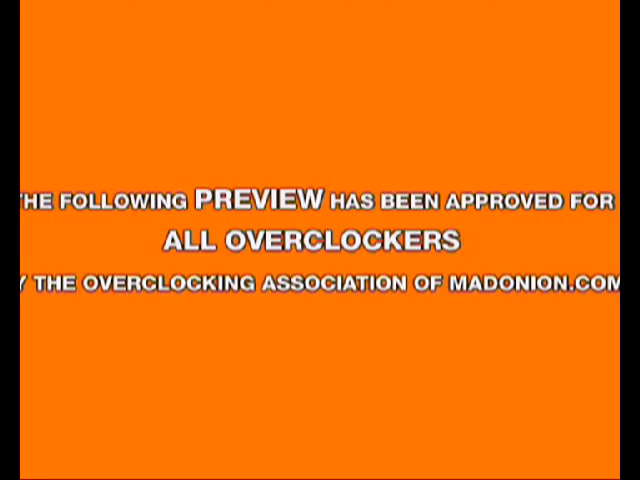 THE FOLLOWING PREVIEW HAS BEEN APPROVED FOR
ALL OVERCLOCKERS
Y THE OVERCLOCKING ASSOCIATION OF MADONION.COM